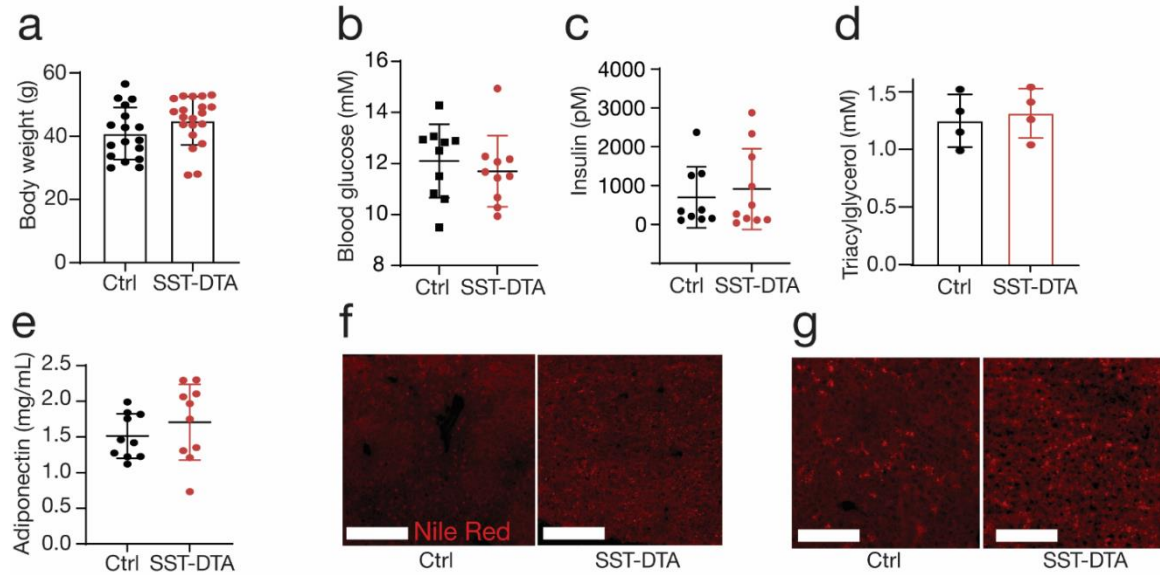 a
Body weight (g)
60
40
20
0
Ctrl SST-DTA
b
Blood glucose (mM)
16
14
12
10
8
Ctrl SST-DTA
c
Insulin (pM)
4000
3000
2000
1000
0
Ctrl SST-DTA
d
Triacylglycerol (mM)
1.5
1.0
0.5
0.0
Ctrl SST-DTA
e
Adiponectin (mg/mL)
2.5
2.0
1.5
1.0
0.5
0.0
Ctrl SST-DTA
f
Nile Red
Ctrl SST-DTA
g
Ctrl SST-DTA